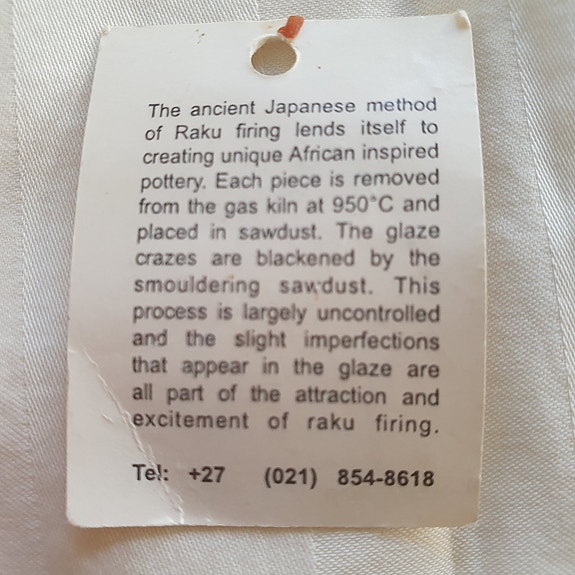 The ancient Japanese method
of Raku firing lends itself to
creating unique African inspired
pottery. Each piece is removed
from the gas kiln at 950°C and
placed in sawdust. The glaze
crazes are blackened by the
smouldering sawdust. This
process is largely uncontrolled
and the slight imperfections
that appear in the glaze are
all part of the attraction and
excitement of raku firing.
Tel: +27 (021) 854-8618